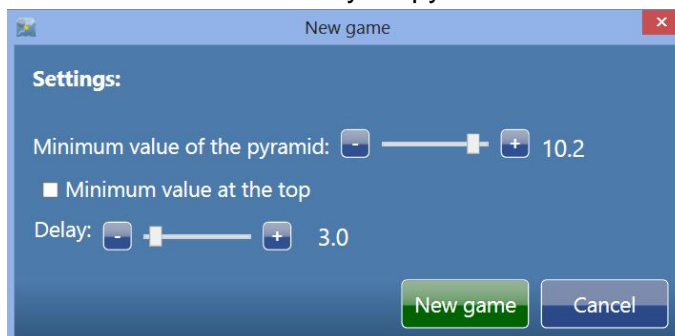 New game
Settings:
Minimum value of the pyramid: - + 10.2
Minimum value at the top
Delay: - + 3.0
New game Cancel